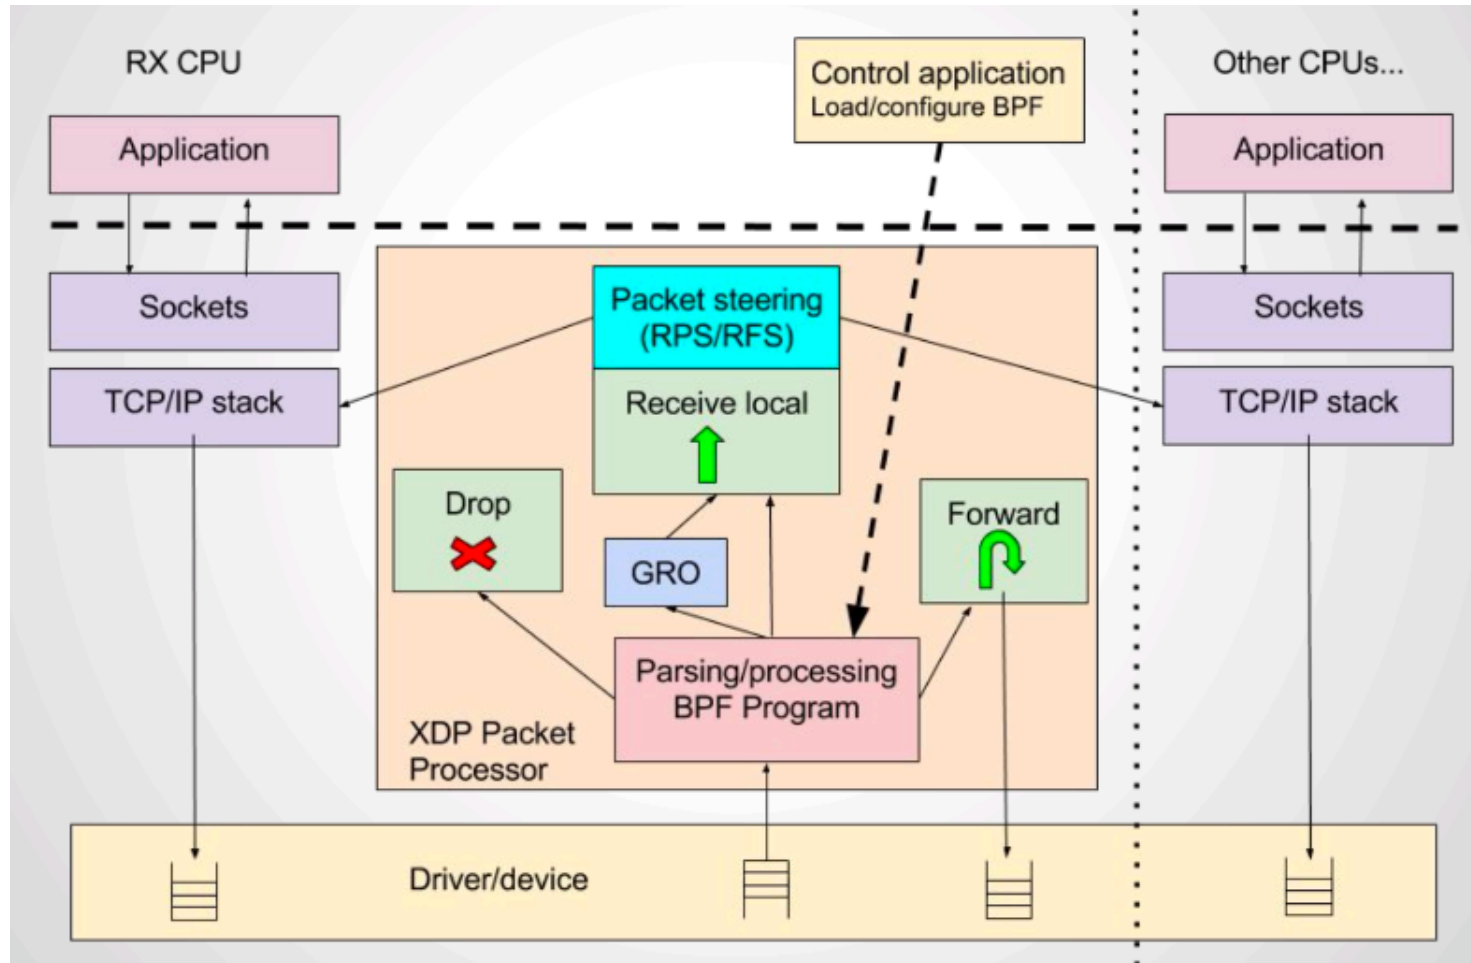 RX CPU
Control application
Load/configure BPF
Other CPUs...
Application
Application
Sockets
Packet steering
(RPS/RFS)
Sockets
TCP/IP stack
Receive local
TCP/IP stack
Drop
Forward
GRO
Parsing/processing
BPF Program
XDP Packet
Processor
Driver/device